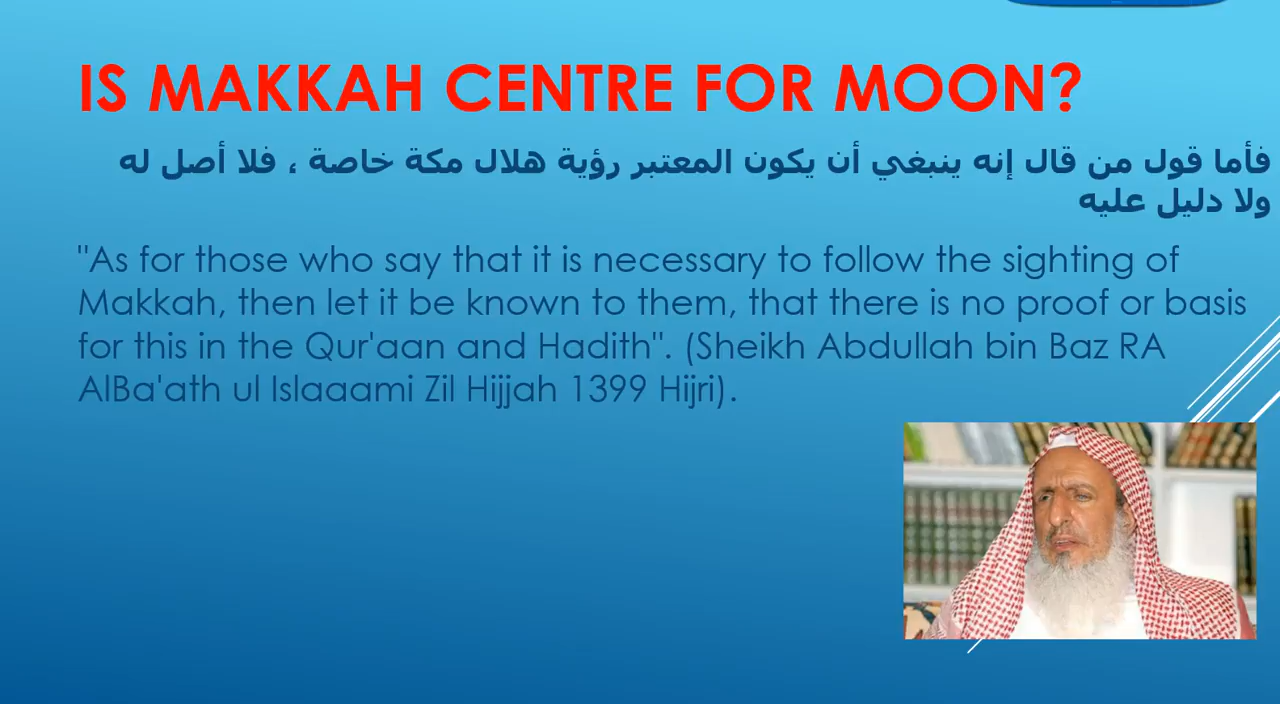 IS MAKKAH CENTRE FOR MOON?
فأما قول من قال إنه ينبغي أن يكون المعتبر رؤية هلال مكة خاصة ، فلا أصل له
ولا دليل عليه
"As for those who say that it is necessary to follow the sighting of
Makkah, then let it be known to them, that there is no proof or basis
for this in the Qur'aan and Hadith". (Sheikh Abdullah bin Baz RA
AlBa'ath ul Islaaami Zil Hijjah 1399 Hijri).